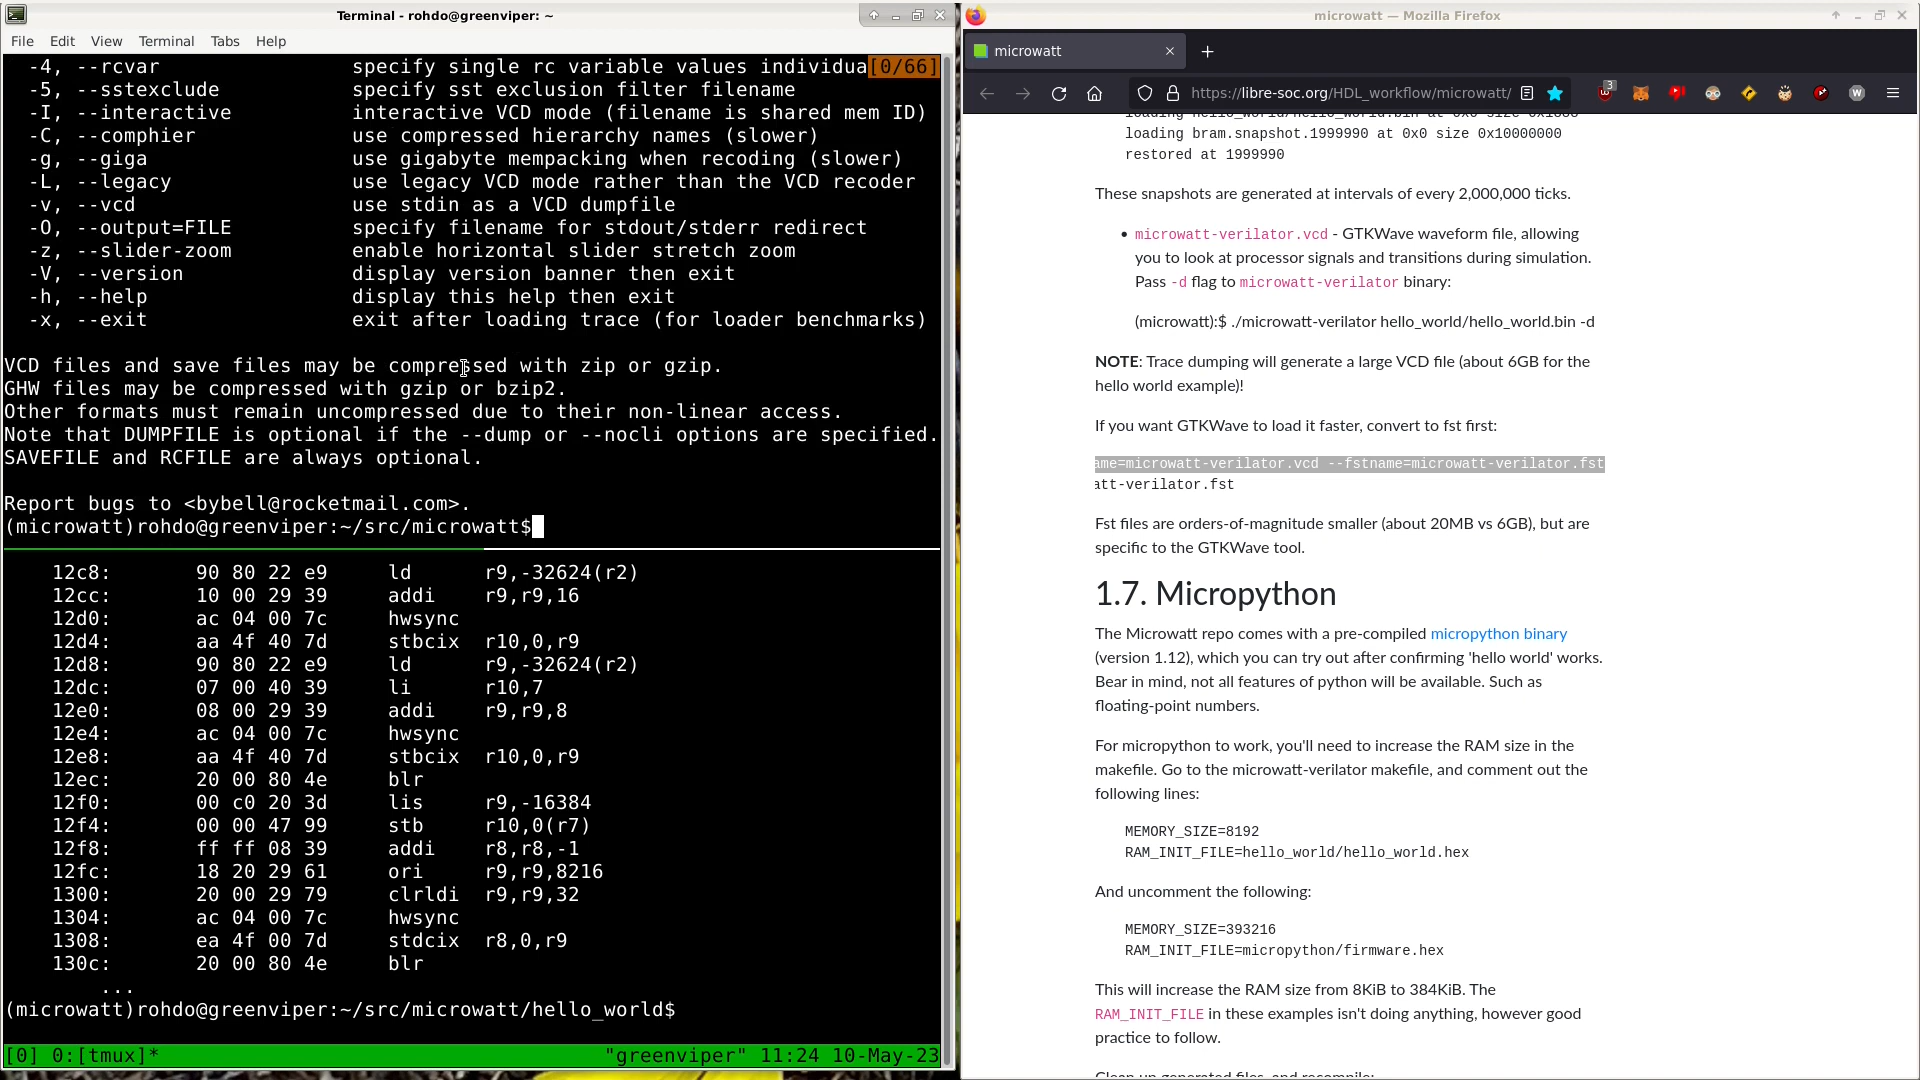 Terminal - rohdo@greenviper: ~
File Edit View Terminal Tabs Help
-4, --rcvar specify single rc variable values individua[0/66]
-5, --sstexclude specify sst exclusion filter filename
-I, --interactive interactive VCD mode (filename is shared mem ID)
-C, --comphier use compressed hierarchy names (slower)
-g, --giga use gigabyte mempacking when recoding (slower)
-L, --legacy use legacy VCD mode rather than the VCD recoder
-v, --vcd use stdin as a VCD dumpfile
-O, --output=FILE specify filename for stdout/stderr redirect
-z, --slider-zoom enable horizontal slider stretch zoom
-V, --version display version banner then exit
-h, --help display this help then exit
-x, --exit exit after loading trace (for loader benchmarks)
VCD files and save files may be compressed with zip or gzip.
GHW files may be compressed with gzip or bzip2.
Other formats must remain uncompressed due to their non-linear access.
Note that DUMPFILE is optional if the --dump or --nocli options are specified.
SAVEFILE and RCFILE are always optional.
Report bugs to <bybell@rocketmail.com>.
(microwatt)rohdo@greenviper:~/src/microwatt$
12c8: 90 80 22 e9 ld r9,-32624(r2)
12cc: 10 00 29 39 addi r9,r9,16
12d0: ac 04 00 7c hwsync
12d4: aa 4f 40 7d stbcix r10,0,r9
12d8: 90 80 22 e9 ld r9,-32624(r2)
12dc: 07 00 40 39 li r10,7
12e0: 08 00 29 39 addi r9,r9,8
12e4: ac 04 00 7c hwsync
12e8: aa 4f 40 7d stbcix r10,0,r9
12ec: 20 00 80 4e blr
12f0: 00 c0 20 3d lis r9,-16384
12f4: 00 00 47 99 stb r10,0(r7)
12f8: ff ff 08 39 addi r8,r8,-1
12fc: 18 20 29 61 ori r9,r9,8216
1300: 20 00 29 79 clrldi r9,r9,32
1304: ac 04 00 7c hwsync
1308: ea 4f 00 7d stdcix r8,0,r9
130c: 20 00 80 4e blr
...
(microwatt)rohdo@greenviper:~/src/microwatt/hello_world$
[0] 0:[tmux]* "greenviper" 11:24 10-May-23
microwatt — Mozilla Firefox
microwatt
https://libre-soc.org/HDL_workflow/microwatt/
3
loading hello_world/hello_world.bin at 0x0 size 0x1888
loading bram.snapshot.1999990 at 0x0 size 0x10000000
restored at 1999990
These snapshots are generated at intervals of every 2,000,000 ticks.
• microwatt-verilator.vcd - GTKWave waveform file, allowing
you to look at processor signals and transitions during simulation.
Pass -d flag to microwatt-verilator binary:
(microwatt):$ ./microwatt-verilator hello_world/hello_world.bin -d
NOTE: Trace dumping will generate a large VCD file (about 6GB for the
hello world example)!
If you want GTKWave to load it faster, convert to fst first:
ame=microwatt-verilator.vcd --fstname=microwatt-verilator.fst
att-verilator.fst
Fst files are orders-of-magnitude smaller (about 20MB vs 6GB), but are
specific to the GTKWave tool.
1.7. Micropython
The Microwatt repo comes with a pre-compiled micropython binary
(version 1.12), which you can try out after confirming 'hello world' works.
Bear in mind, not all features of python will be available. Such as
floating-point numbers.
For micropython to work, you'll need to increase the RAM size in the
makefile. Go to the microwatt-verilator makefile, and comment out the
following lines:
MEMORY_SIZE=8192
RAM_INIT_FILE=hello_world/hello_world.hex
And uncomment the following:
MEMORY_SIZE=393216
RAM_INIT_FILE=micropython/firmware.hex
This will increase the RAM size from 8KiB to 384KiB. The
RAM_INIT_FILE in these examples isn't doing anything, however good
practice to follow.
Clean up generated files, and recompile: